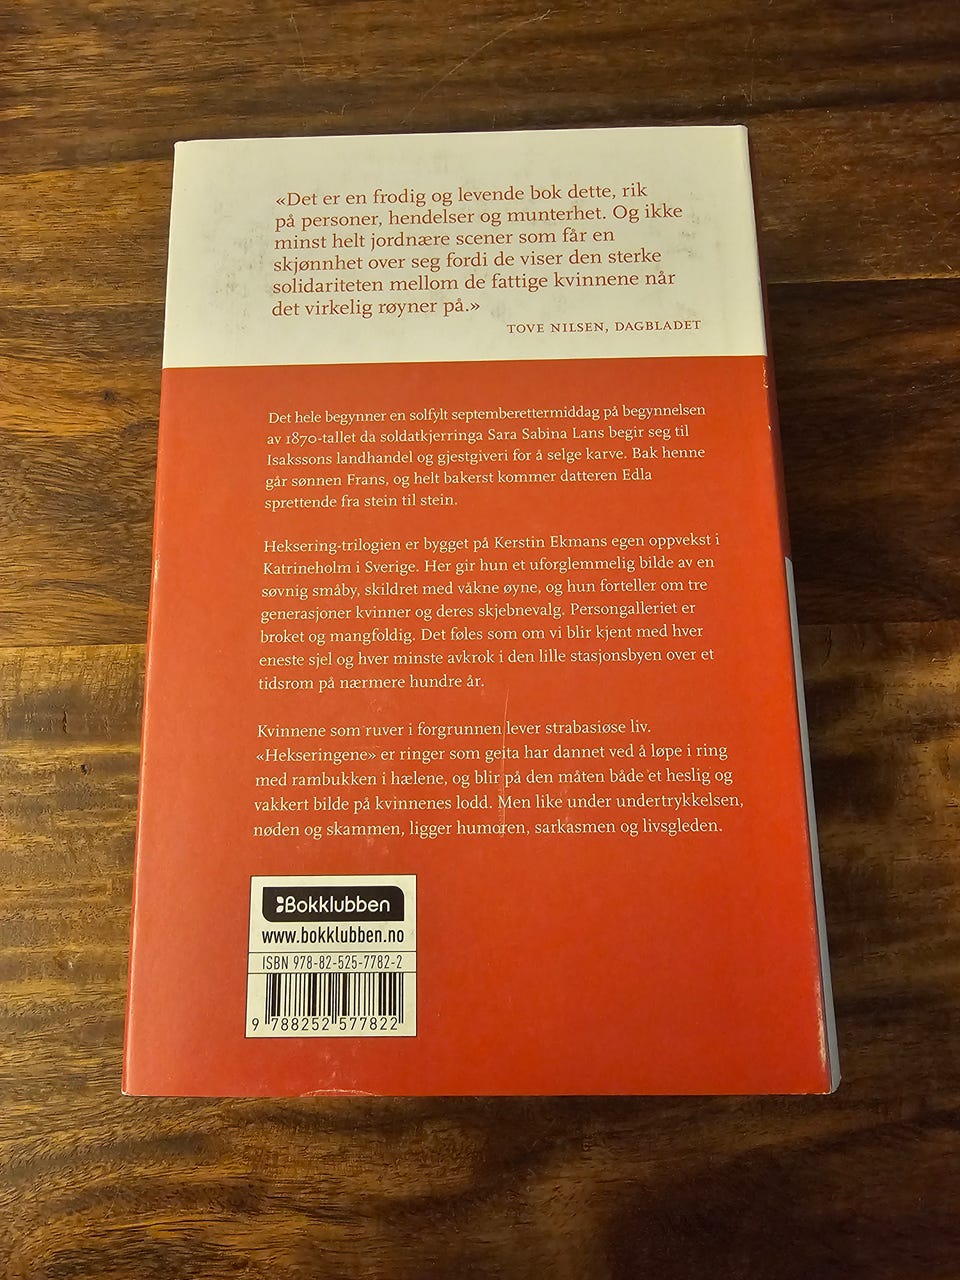 «Det er en frodig og levende bok dette, rik
på personer, hendelser og munterhet. Og ikke
minst helt jordnære scener som får en
skjønnhet over seg fordi de viser den sterke
solidariteten mellom de fattige kvinnene når
det virkelig røyner på.»
TOVE NILSEN, DAGBLADET
Det hele begynner en solfylt septemberettermiddag på begynnelsen
av 1870-tallet da soldatkjerringa Sara Sabina Lans begir seg til
Isakssons landhandel og gjestgiveri for å selge karve. Bak henne
går sønnen Frans, og helt bakerst kommer datteren Edla
sprettende fra stein til stein.
Heksering-trilogien er bygget på Kerstin Ekmans egen oppvekst i
Katrineholm i Sverige. Her gir hun et uforglemmelig bilde av en
søvnig småby, skildret med våkne øyne, og hun forteller om tre
generasjoner kvinner og deres skjebnevalg. Persongalleriet er
broket og mangfoldig. Det føles som om vi blir kjent med hver
eneste sjel og hver minste avkrok i den lille stasjonsbyen over et
tidsrom på nærmere hundre år.
Kvinnene som ruver i forgrunnen lever strabasiøse liv.
«Hekseringene» er ringer som geita har dannet ved å løpe i ring
med rambukken i hælene, og blir på den måten både et heslig og
vakkert bilde på kvinnenes lodd. Men like under undertrykkelsen,
nøden og skammen, ligger humoren, sarkasmen og livsgleden.
Bokklubben
www.bokklubben.no
ISBN 978-82-525-7782-2
9 788252 577822